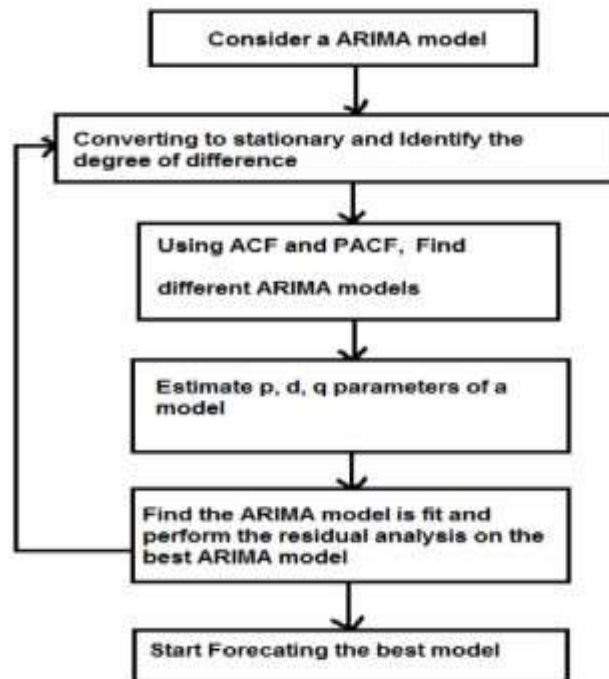 Consider a ARIMA model
Converting to stationary and Identify the
degree of difference
Using ACF and PACF, Find
different ARIMA models
Estimate p, d, q parameters of a
model
Find the ARIMA model is fit and
perform the residual analysis on the
best ARIMA model
Start Forecating the best model